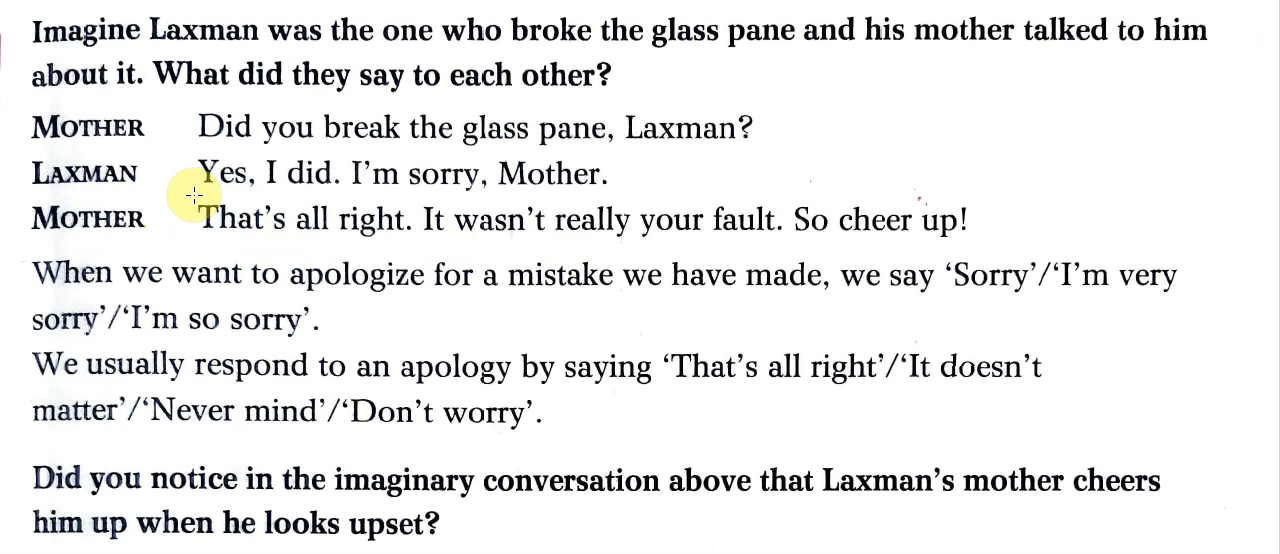 Imagine Laxman was the one who broke the glass pane and his mother talked to him
about it. What did they say to each other?
MOTHER Did you break the glass pane, Laxman?
LAXMAN Yes, I did. I'm sorry, Mother.
MOTHER That's all right. It wasn't really your fault. So cheer up!
When we want to apologize for a mistake we have made, we say ‘Sorry’/‘I'm very
sorry’/‘I'm so sorry’.
We usually respond to an apology by saying ‘That's all right’/‘It doesn't
matter’/‘Never mind’/‘Don't worry’.
Did you notice in the imaginary conversation above that Laxman's mother cheers
him up when he looks upset?